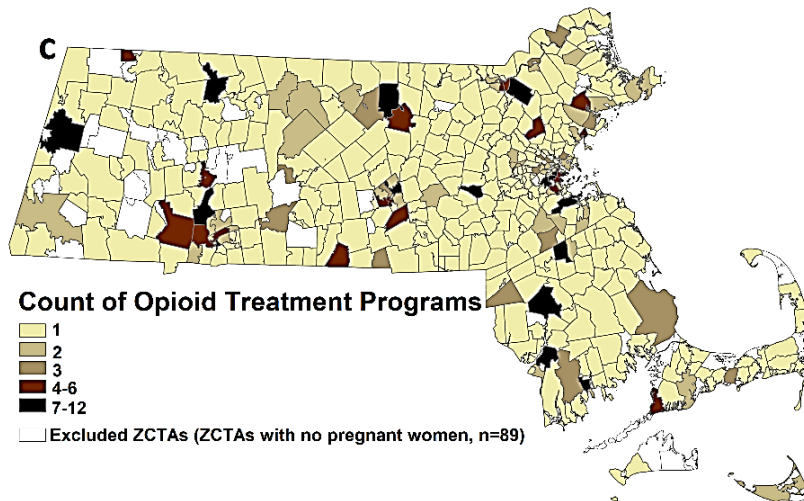 C
Count of Opioid Treatment Programs
1
2
3
4-6
7-12
Excluded ZCTAs (ZCTAs with no pregnant women, n=89)